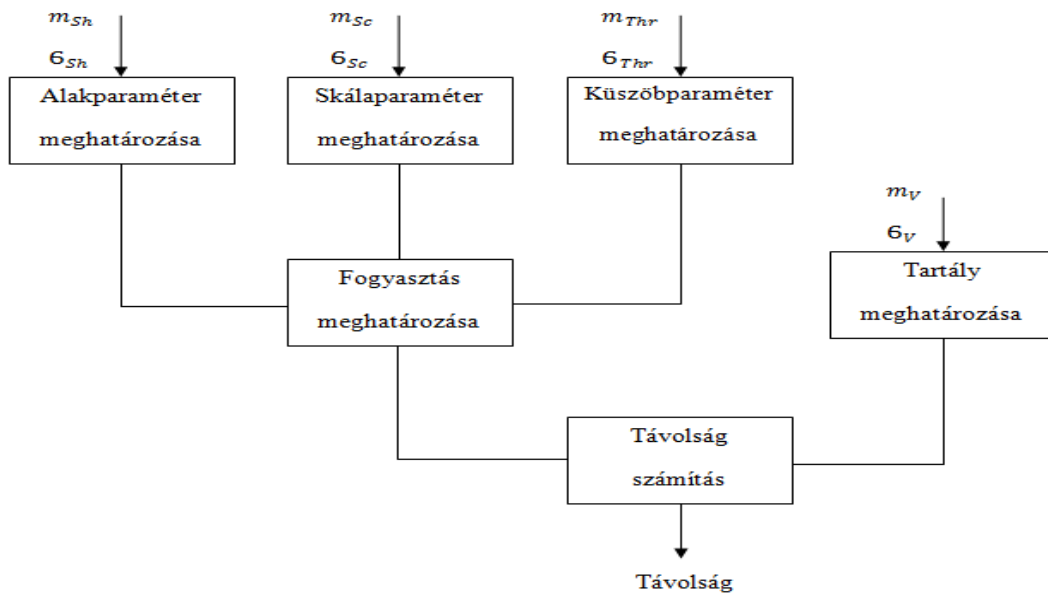 m_Sh
6_Sh
Alakparaméter
meghatározása
m_Sc
6_Sc
Skálaparaméter
meghatározása
m_Thr
6_Thr
Küszöbparaméter
meghatározása
m_V
6_V
Tartály
meghatározása
Fogyasztás
meghatározása
Távolság
számítás
Távolság